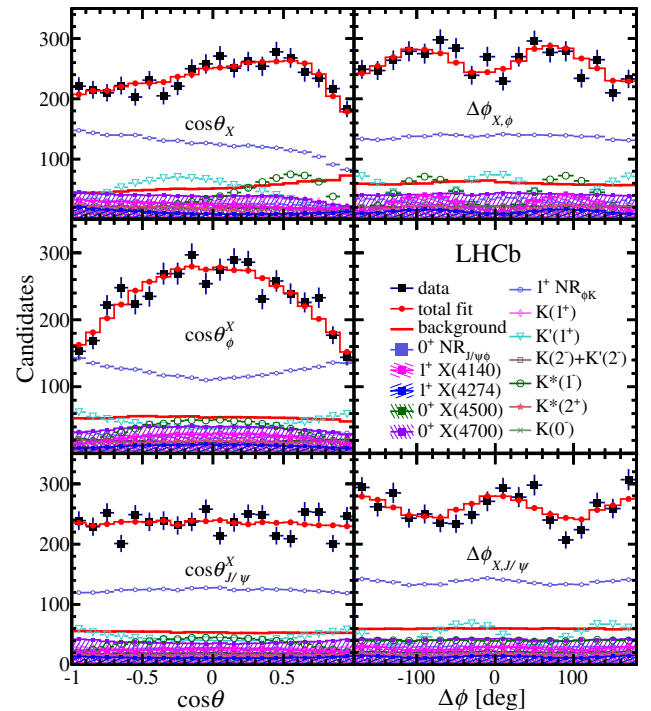 Candidates
300
200
100
cosθ_X
Δϕ_{X,ϕ}
300
200
100
cosθ^X_ϕ
LHCb
data
total fit
background
0⁺ NR_{J/ψϕ}
1⁺ X(4140)
1⁺ X(4274)
0⁺ X(4500)
0⁺ X(4700)
1⁺ NR_{ϕK}
K(1⁺)
K'(1⁺)
K(2⁻)+K'(2⁻)
K*(1⁻)
K*(2⁺)
K(0⁻)
300
200
100
0
cosθ^X_{J/ψ}
Δϕ_{X,J/ψ}
-1 -0.5 0 0.5
cosθ
-100 0 100
Δϕ [deg]